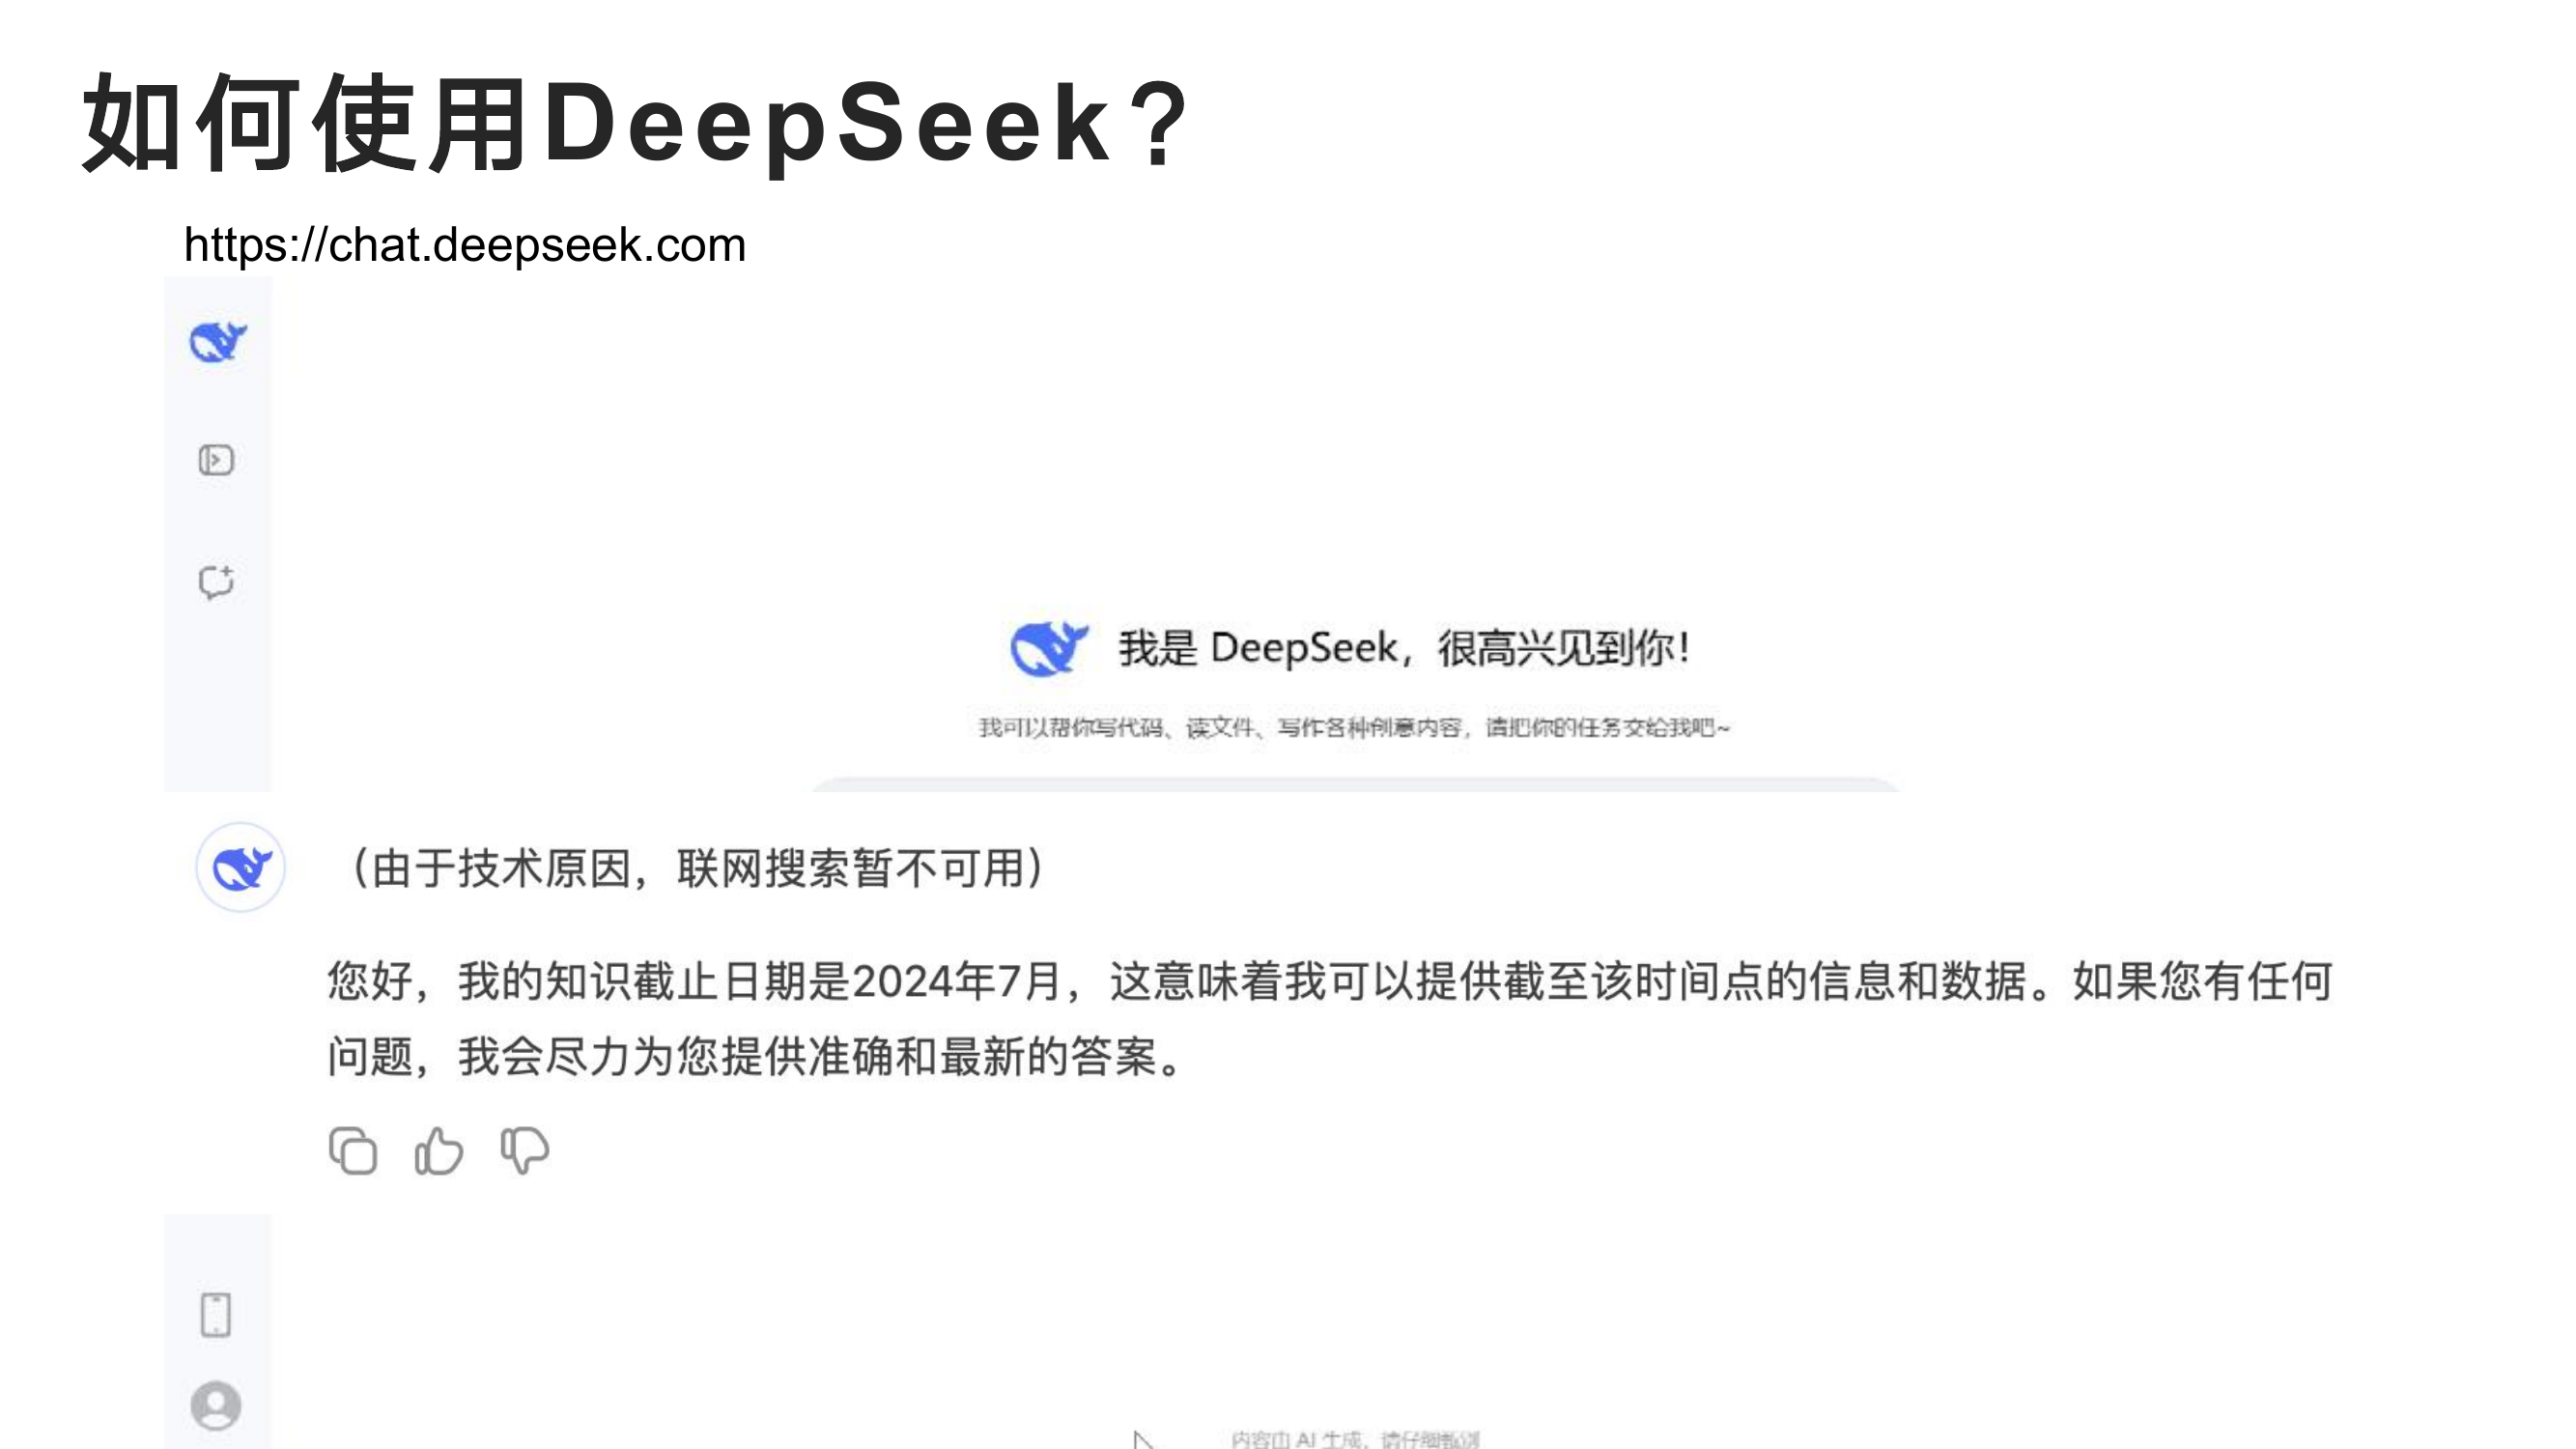 如何使用DeepSeek？
https://chat.deepseek.com
我是 DeepSeek，很高兴见到你！
我可以帮你写代码、读文件、写作各种创意内容，请把你的任务交给我吧~
（由于技术原因，联网搜索暂不可用）
您好，我的知识截止日期是2024年7月，这意味着我可以提供截至该时间点的信息和数据。如果您有任何
问题，我会尽力为您提供准确和最新的答案。
内容由 AI 生成，请仔细甄别